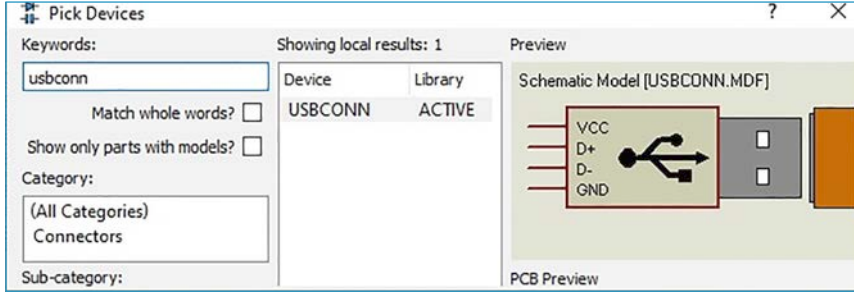 Pick Devices
?
Keywords:
usbconn
Match whole words?
Show only parts with models?
Category:
(All Categories)
Connectors
Sub-category:
Showing local results: 1
Device Library
USBCONN ACTIVE
Preview
Schematic Model [USBCONN.MDF]
VCC
D+
D-
GND
PCB Preview